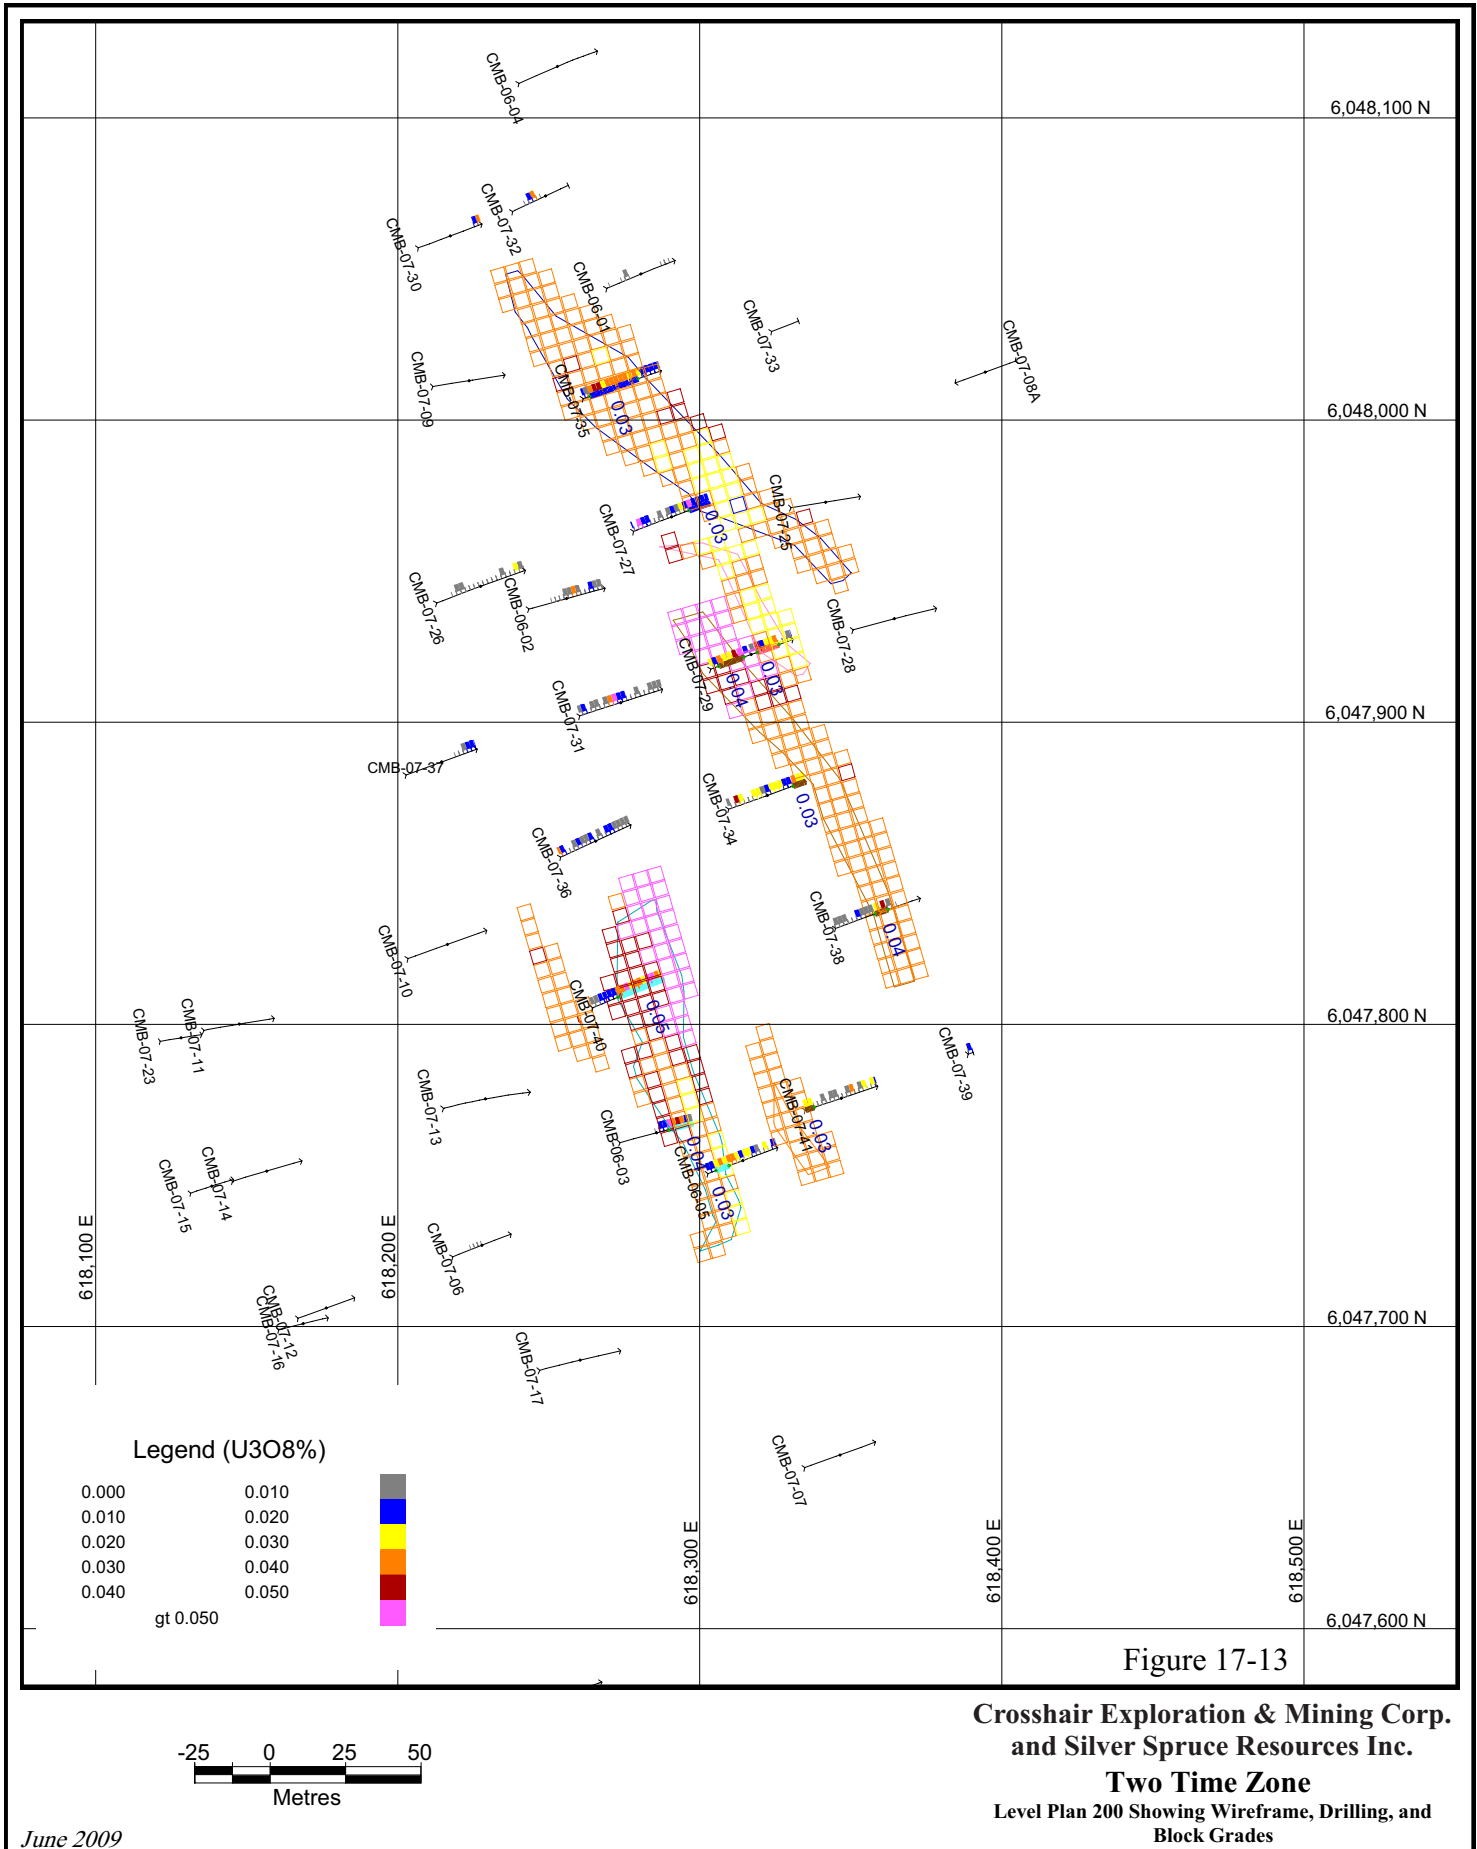 CMB-06-04
6,048,100 N
CMB-07-32
CMB-07-30
CMB-06-01
CMB-07-33
CMB-07-08A
CMB-07-09
CMB-07-35
0.03
6,048,000 N
CMB-07-25
CMB-07-27
0.03
CMB-07-26
CMB-06-02
CMB-07-28
CMB-07-29
0.04
0.03
CMB-07-31
6,047,900 N
CMB-07-37
CMB-07-34
0.03
CMB-07-36
CMB-07-38
0.04
CMB-07-10
CMB-07-40
0.05
CMB-07-23
CMB-07-11
6,047,800 N
CMB-07-39
CMB-07-13
CMB-07-41
0.03
CMB-06-03
0.04
CMB-06-05
0.03
CMB-07-15
CMB-07-14
618,100 E
618,200 E
CMB-07-06
CMB-07-12
CMB-07-16
6,047,700 N
CMB-07-17
CMB-07-07
Legend (U3O8%)
0.000 0.010
0.010 0.020
0.020 0.030
0.030 0.040
0.040 0.050
gt 0.050
618,300 E
618,400 E
618,500 E
6,047,600 N
Figure 17-13
Crosshair Exploration & Mining Corp.
and Silver Spruce Resources Inc.
Two Time Zone
Level Plan 200 Showing Wireframe, Drilling, and
Block Grades
-25 0 25 50
Metres
June 2009